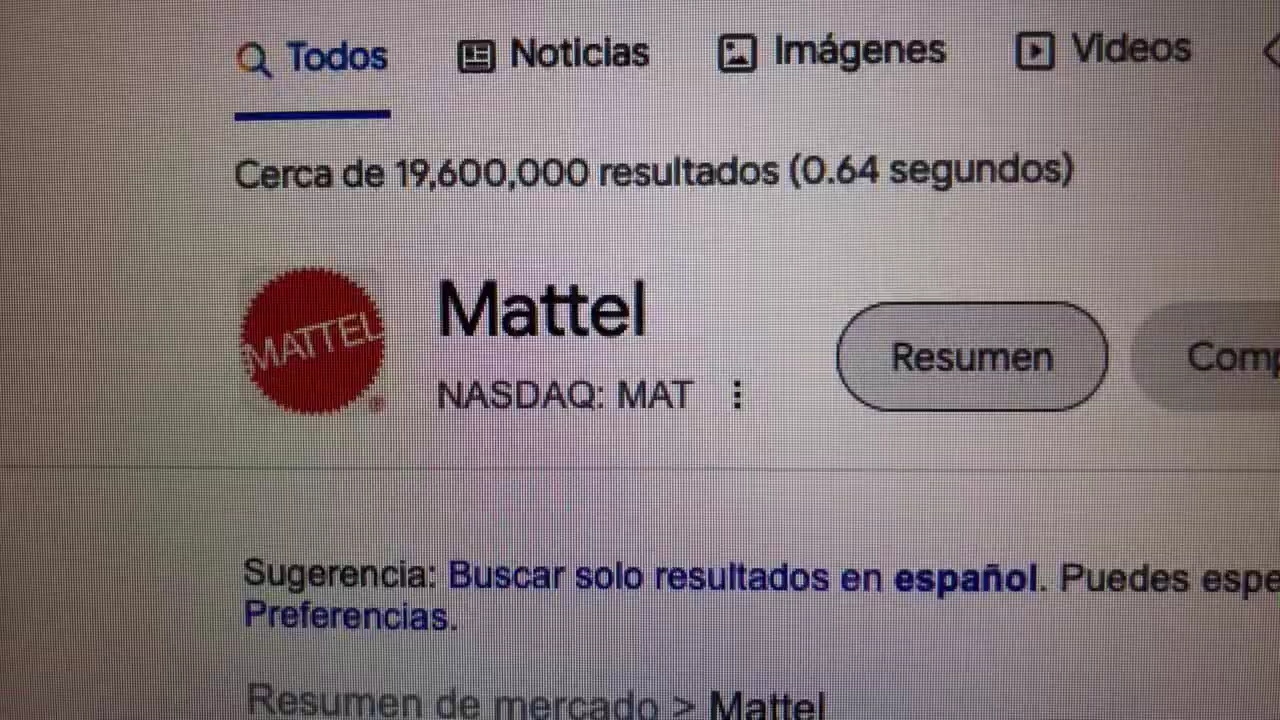 Todos Noticias Imágenes Videos
Cerca de 19,600,000 resultados (0.64 segundos)
MATTEL
®
Mattel
NASDAQ: MAT
Resumen
Sugerencia: Buscar solo resultados en español. Puedes
Preferencias.
Resumen de mercado > Mattel